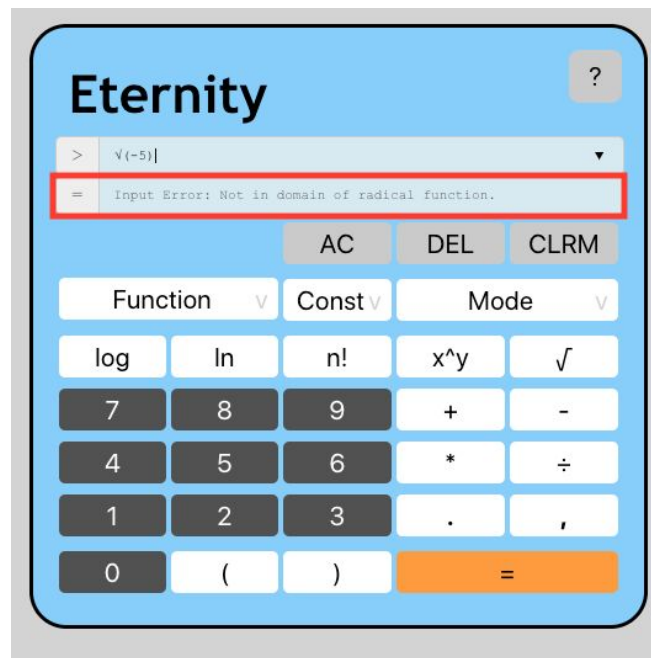 Eternity ?
> √(-5)| ▼
= Input Error: Not in domain of radical function.
AC DEL CLRM
Function v Const v Mode v
log ln n! x^y √
7 8 9 + -
4 5 6 * ÷
1 2 3 . ,
0 ( ) =